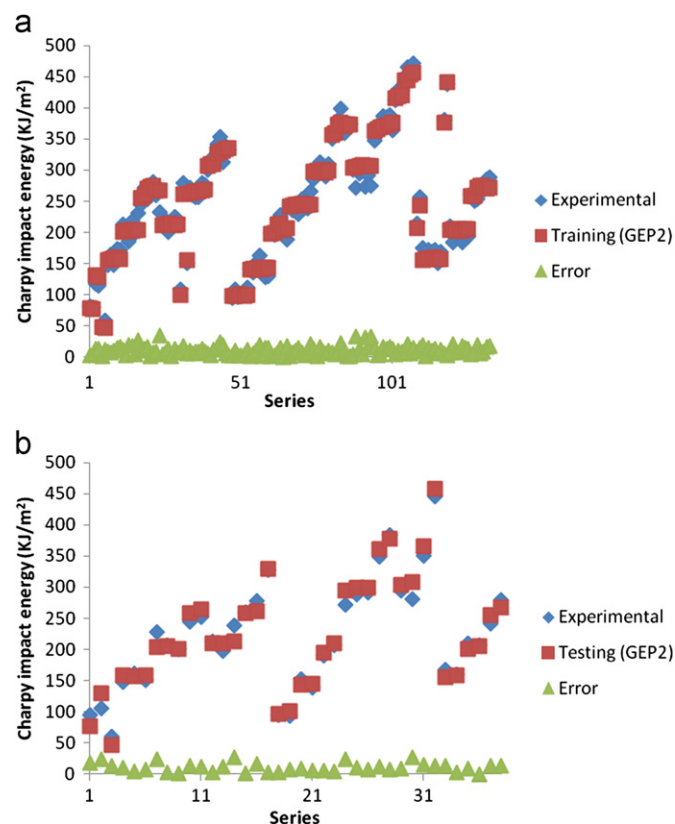 a
Charpy impact energy (KJ/m²)
500
450
400
350
300
250
200
150
100
50
0
1 51 101
Series
Experimental
Training (GEP2)
Error
b
Charpy impact energy (KJ/m²)
500
450
400
350
300
250
200
150
100
50
0
1 11 21 31
Series
Experimental
Testing (GEP2)
Error